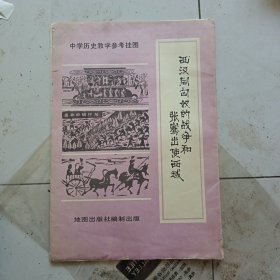 中学历史教学参考挂图
西汉同匈奴的战争和
张骞出使西域
地图出版社编制出版